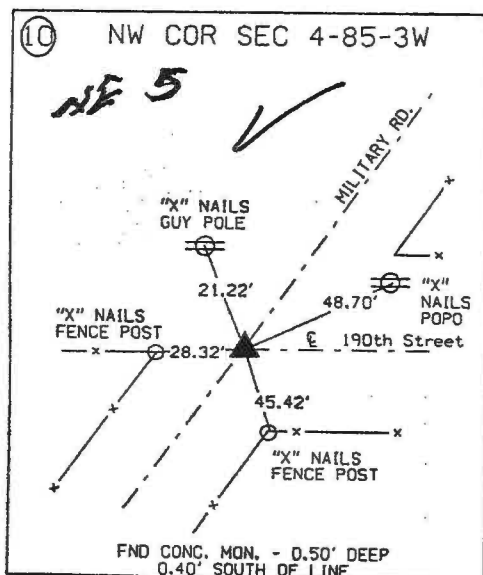 10 NW COR SEC 4-85-3W
NE 5
MILITARY RD.
"X" NAILS
GUY POLE
21.22'
48.70'
"X"
NAILS
POPO
"X" NAILS
FENCE POST
28.32'
℄ 190th Street
45.42'
"X" NAILS
FENCE POST
FND CONC. MON. - 0.50' DEEP
0.40' SOUTH OF LINE